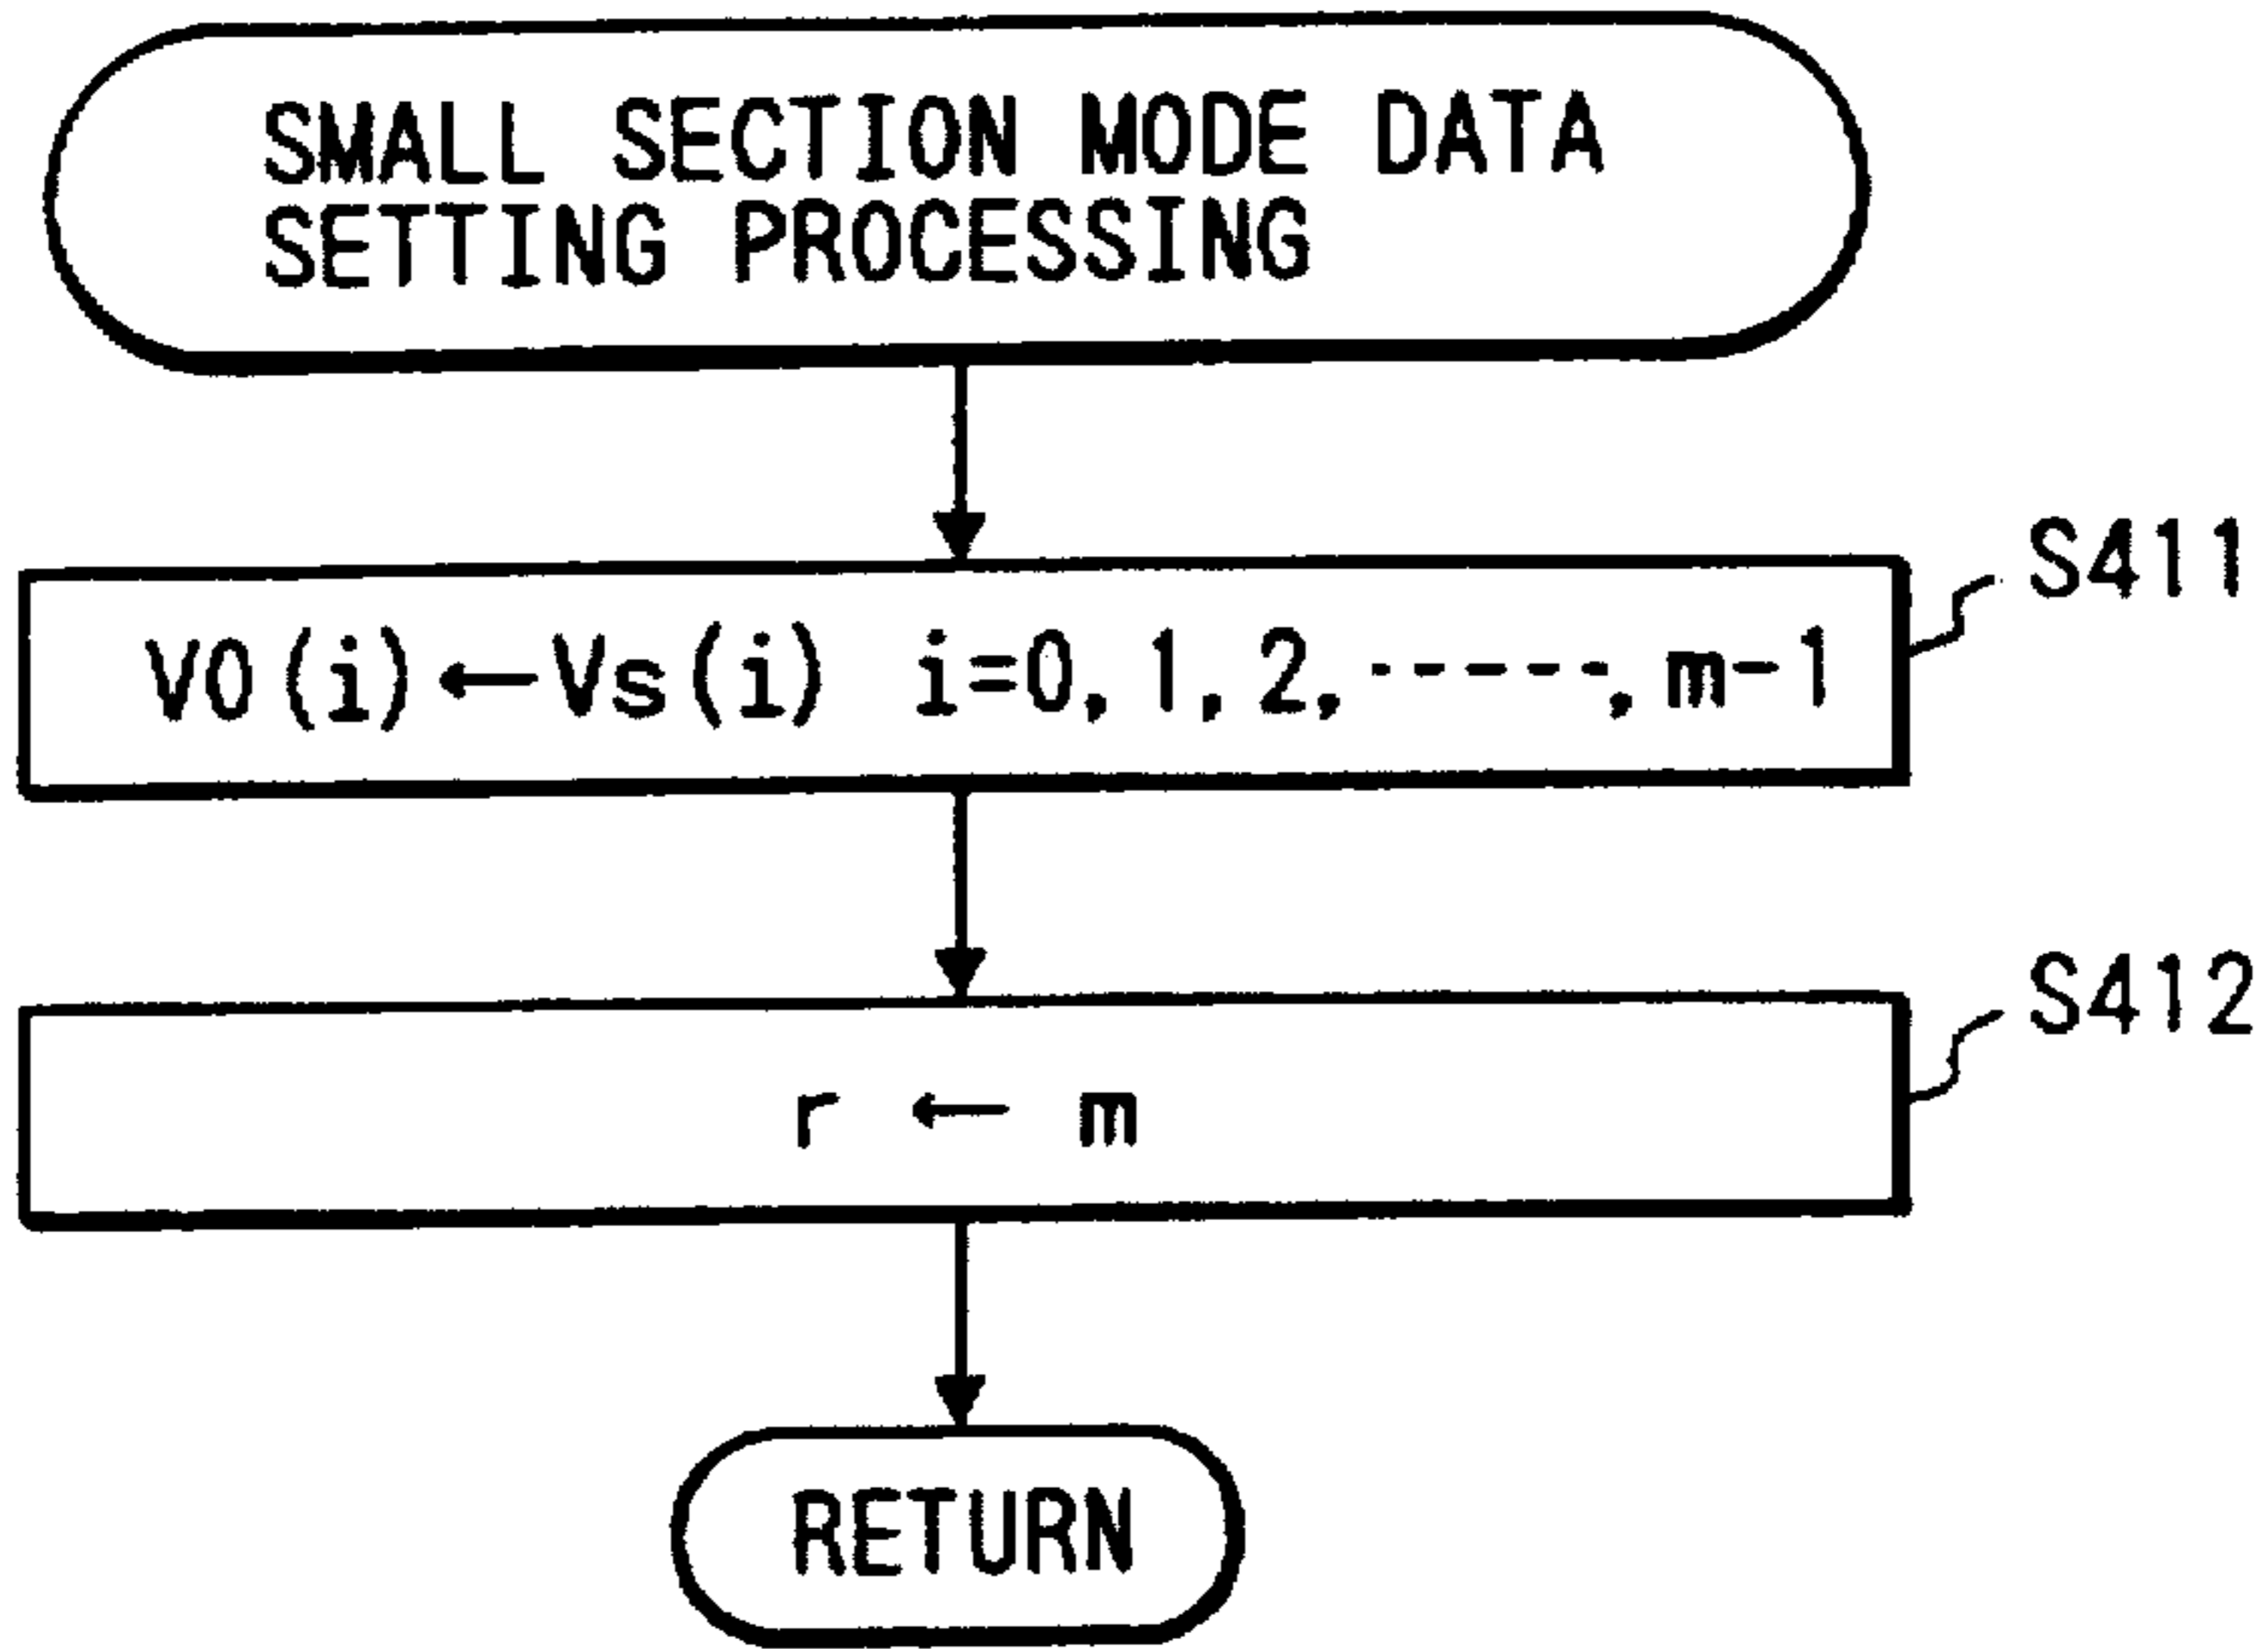 SMALL SECTION MODE DATA
SETTING PROCESSING
S411
V0(i)←Vs(i) i=0,1,2,-----,m-1
S412
r ← m
RETURN